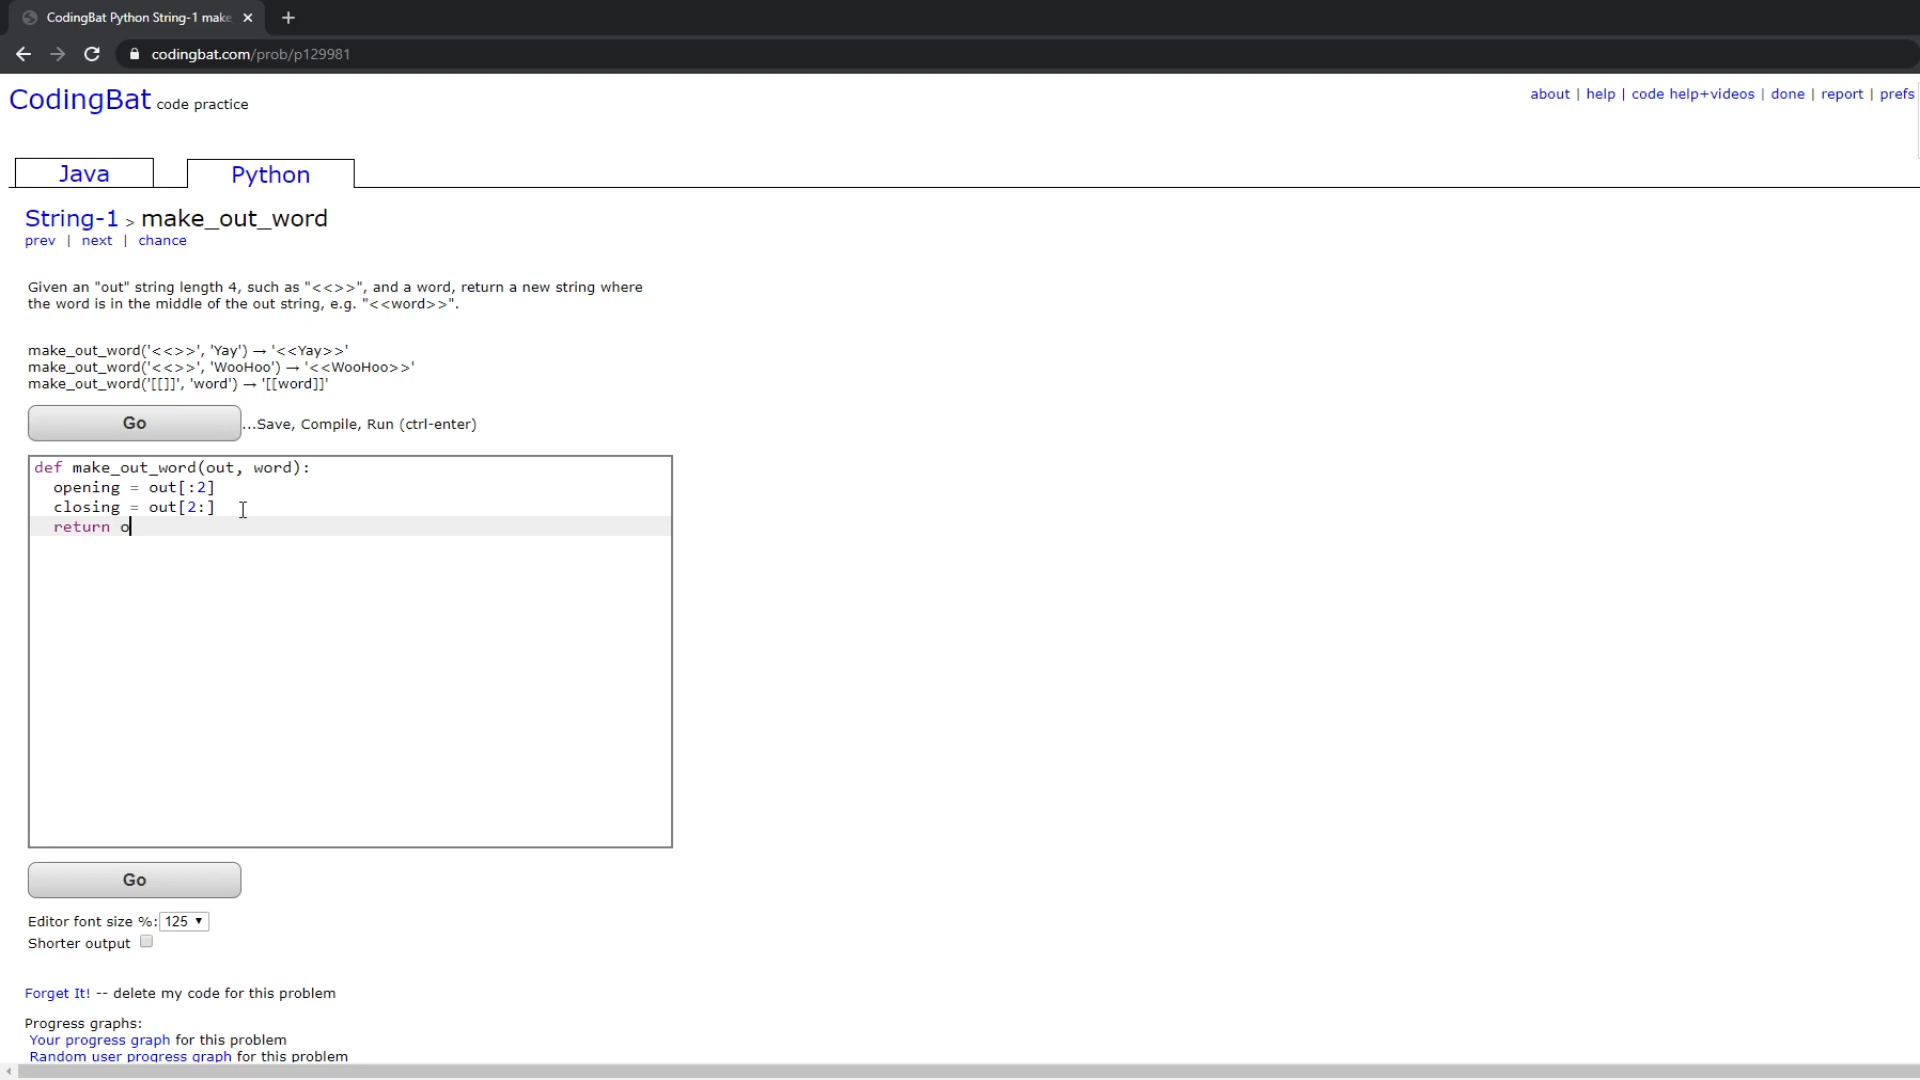 CodingBat Python String-1 make
codingbat.com/prob/p129981
CodingBat code practice
about | help | code help+videos | done | report | prefs
Java
Python
String-1 > make_out_word
prev | next | chance
Given an "out" string length 4, such as "<<>>", and a word, return a new string where
the word is in the middle of the out string, e.g. "<<word>>".
make_out_word('<<>>', 'Yay') → '<<Yay>>'
make_out_word('<<>>', 'WooHoo') → '<<WooHoo>>'
make_out_word('[[]]', 'word') → '[[word]]'
Go ...Save, Compile, Run (ctrl-enter)
def make_out_word(out, word):
  opening = out[:2]
  closing = out[2:]
  return o
Go
Editor font size %: 125
Shorter output
Forget It! -- delete my code for this problem
Progress graphs:
Your progress graph for this problem
Random user progress graph for this problem